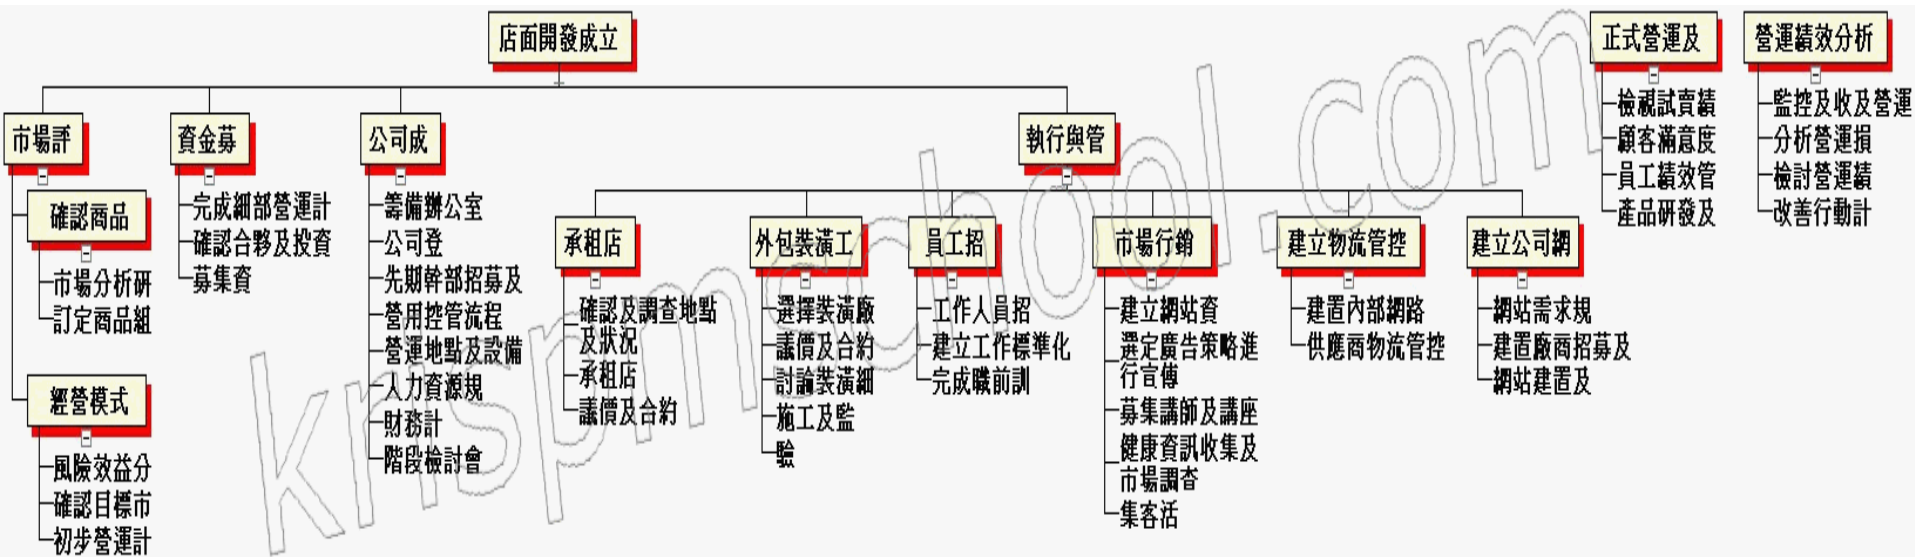 店面開發成立
市場評
確認商品
市場分析研
訂定商品組
經營模式
風險效益分
確認目標市
初步營運計
資金募
完成細部營運計
確認合夥及投資
募集資
公司成
籌備辦公室
公司登
先期幹部招募及
營用控管流程
營運地點及設備
人力資源規
財務計
階段檢討會
執行與管
承租店
確認及調查地點
及狀況
承租店
議價及合約
外包裝潢工
選擇裝潢廠
議價及合約
討論裝潢細
施工及監
驗
員工招
工作人員招
建立工作標準化
完成職前訓
市場行銷
建立網站資
選定廣告策略進
行宣傳
募集講師及講座
健康資訊收集及
市場調查
集客活
建立物流管控
建置內部網路
供應商物流管控
建立公司網
網站需求規
建置廠商招募及
網站建置及
正式營運及
檢視試賣績
顧客滿意度
員工績效管
產品研發及
營運績效分析
監控及收及營運
分析營運損
檢討營運績
改善行動計
krispmschool.com